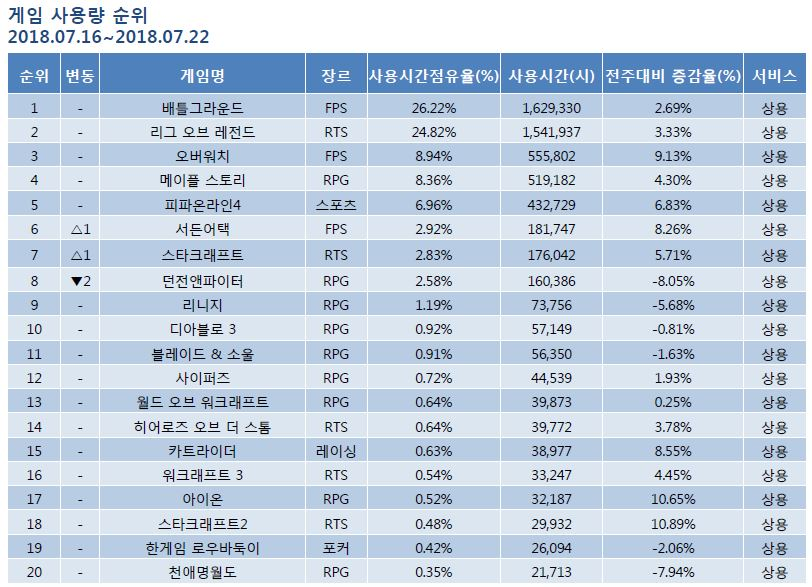 게임 사용량 순위
2018.07.16~2018.07.22
순위 변동 게임명 장르 사용시간점유율(%) 사용시간(시) 전주대비 증감율(%) 서비스
1 - 배틀그라운드 FPS 26.22% 1,629,330 2.69% 상용
2 - 리그 오브 레전드 RTS 24.82% 1,541,937 3.33% 상용
3 - 오버워치 FPS 8.94% 555,802 9.13% 상용
4 - 메이플 스토리 RPG 8.36% 519,182 4.30% 상용
5 - 피파온라인4 스포츠 6.96% 432,729 6.83% 상용
6 △1 서든어택 FPS 2.92% 181,747 8.26% 상용
7 △1 스타크래프트 RTS 2.83% 176,042 5.71% 상용
8 ▼2 던전앤파이터 RPG 2.58% 160,386 -8.05% 상용
9 - 리니지 RPG 1.19% 73,756 -5.68% 상용
10 - 디아블로 3 RPG 0.92% 57,149 -0.81% 상용
11 - 블레이드 & 소울 RPG 0.91% 56,350 -1.63% 상용
12 - 사이퍼즈 RPG 0.72% 44,539 1.93% 상용
13 - 월드 오브 워크래프트 RPG 0.64% 39,873 0.25% 상용
14 - 히어로즈 오브 더 스톰 RTS 0.64% 39,772 3.78% 상용
15 - 카트라이더 레이싱 0.63% 38,977 8.55% 상용
16 - 워크래프트 3 RTS 0.54% 33,247 4.45% 상용
17 - 아이온 RPG 0.52% 32,187 10.65% 상용
18 - 스타크래프트2 RTS 0.48% 29,932 10.89% 상용
19 - 한게임 로우바둑이 포커 0.42% 26,094 -2.06% 상용
20 - 천애명월도 RPG 0.35% 21,713 -7.94% 상용